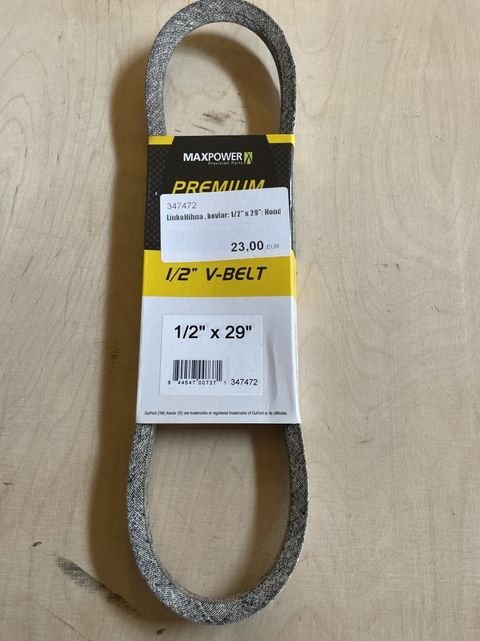 MAXPOWER
Precision Parts
PREMIUM
347472
LinkoHihna , kevlar: 1/2" x 29": Hond
23,00 EUR
1/2" V-BELT
1/2" x 29"
8 44547 00737 1 347472
DuPont (TM) Kevlar (R) are trademarks or registered trademarks of DuPont or its affiliates.